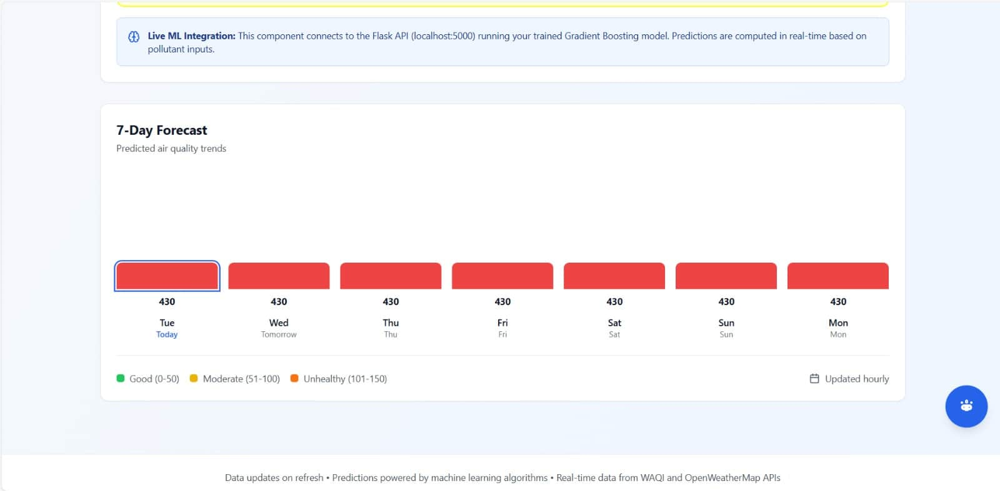 Live ML Integration: This component connects to the Flask API (localhost:5000) running your trained Gradient Boosting model. Predictions are computed in real-time based on
pollutant inputs.
7-Day Forecast
Predicted air quality trends
430 430 430 430 430 430 430
Tue Wed Thu Fri Sat Sun Mon
Today Tomorrow Thu Fri Sat Sun Mon
Good (0-50) Moderate (51-100) Unhealthy (101-150) Updated hourly
Data updates on refresh • Predictions powered by machine learning algorithms • Real-time data from WAQI and OpenWeatherMap APIs